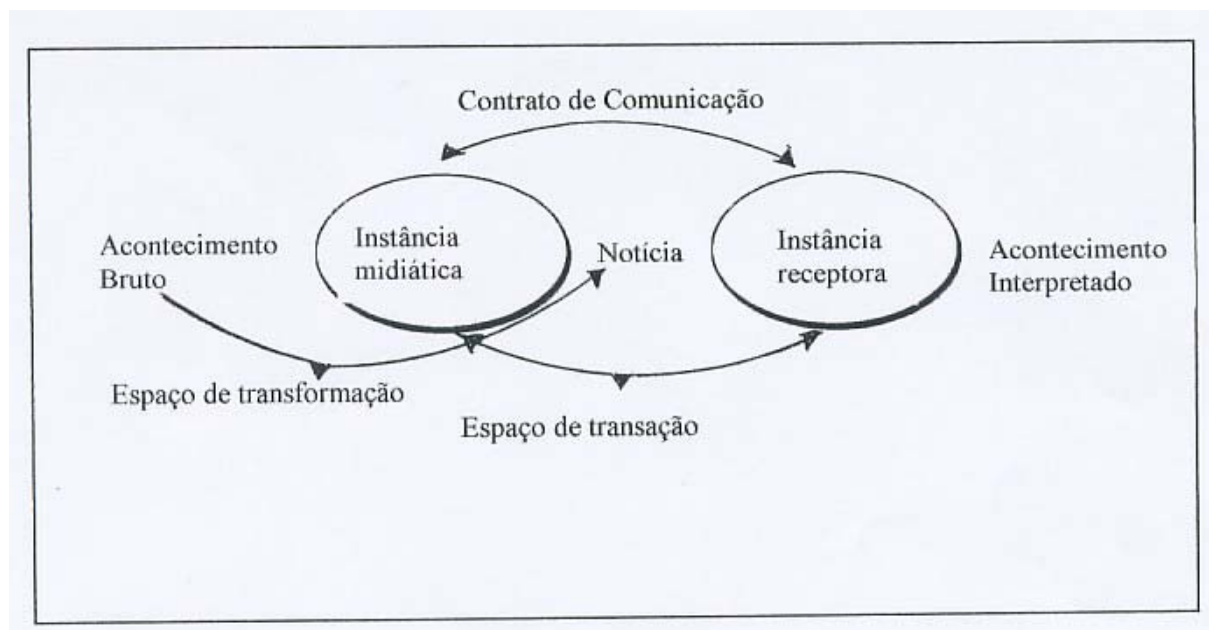 Contrato de Comunicação
Acontecimento
Bruto
Instância
midiática
Notícia
Instância
receptora
Acontecimento
Interpretado
Espaço de transformação
Espaço de transação